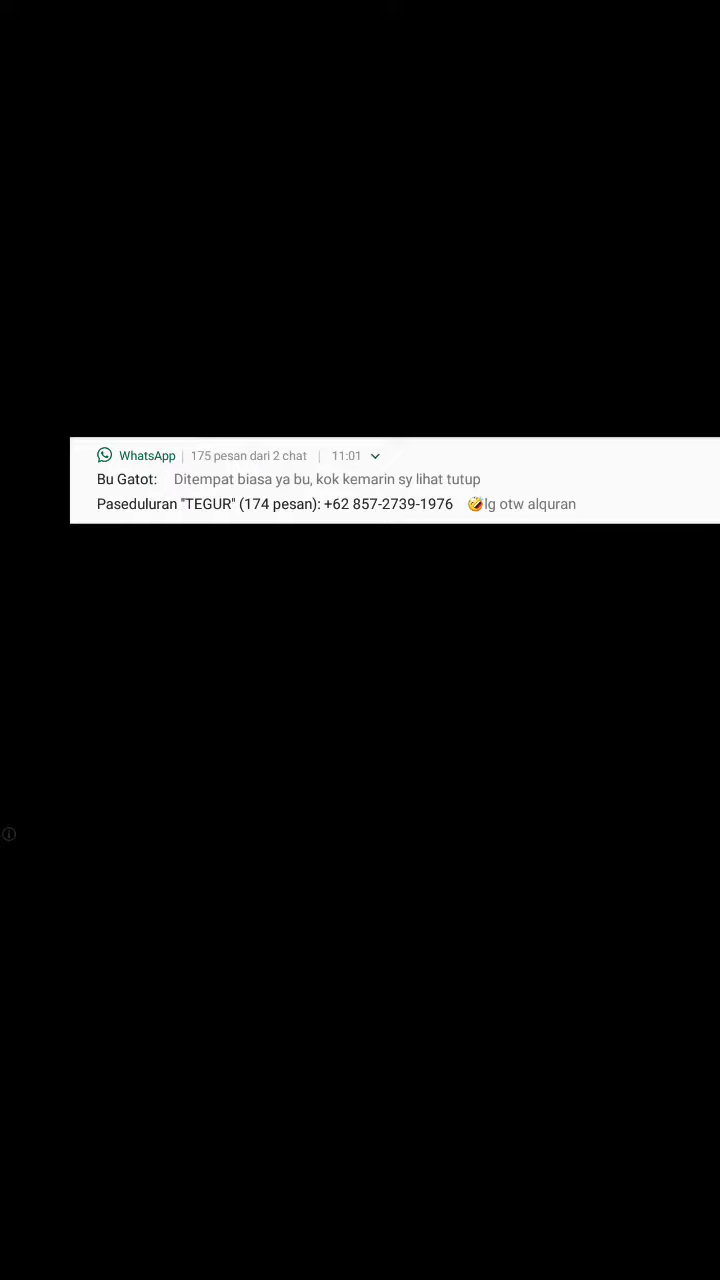 WhatsApp | 175 pesan dari 2 chat | 11:01
Bu Gatot: Ditempat biasa ya bu, kok kemarin sy lihat tutup
Paseduluran "TEGUR" (174 pesan): +62 857-2739-1976 🤣lg otw alquran